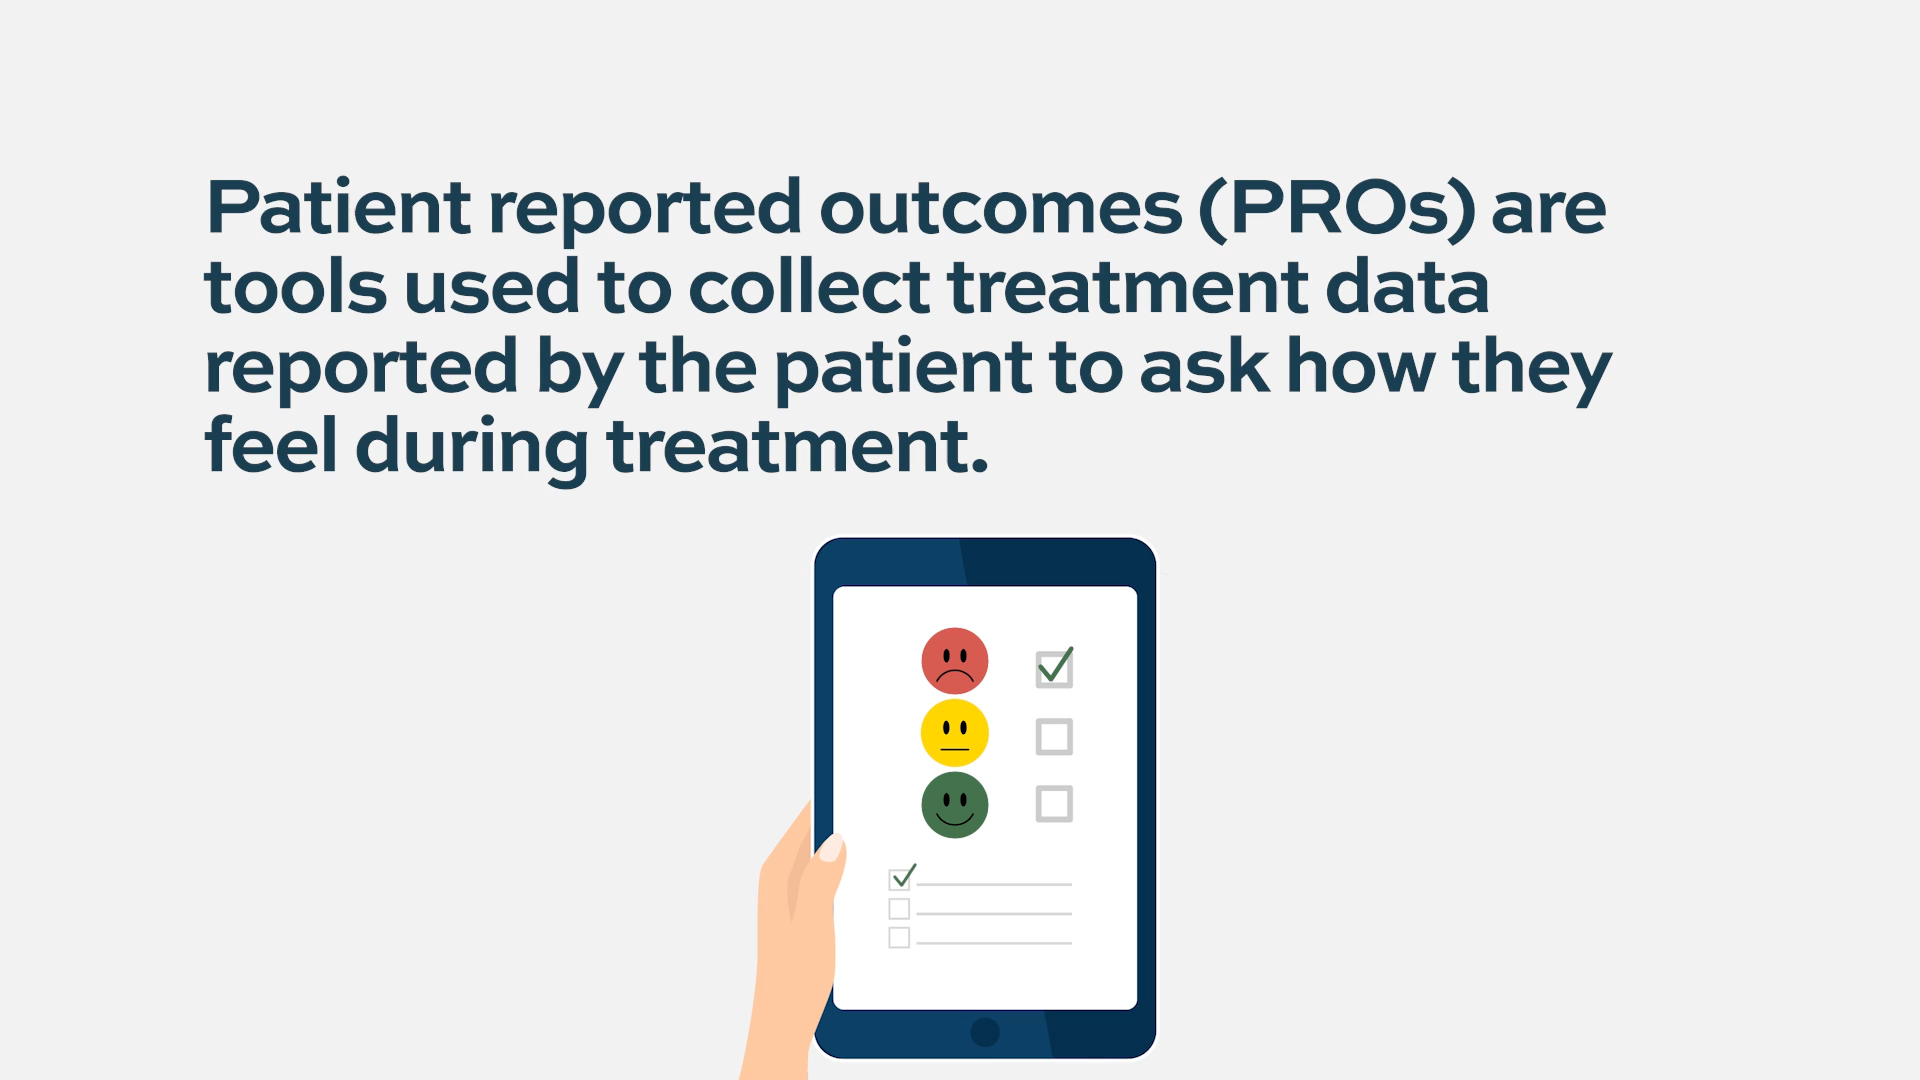 Patient reported outcomes (PROs) are
tools used to collect treatment data
reported by the patient to ask how they
feel during treatment.